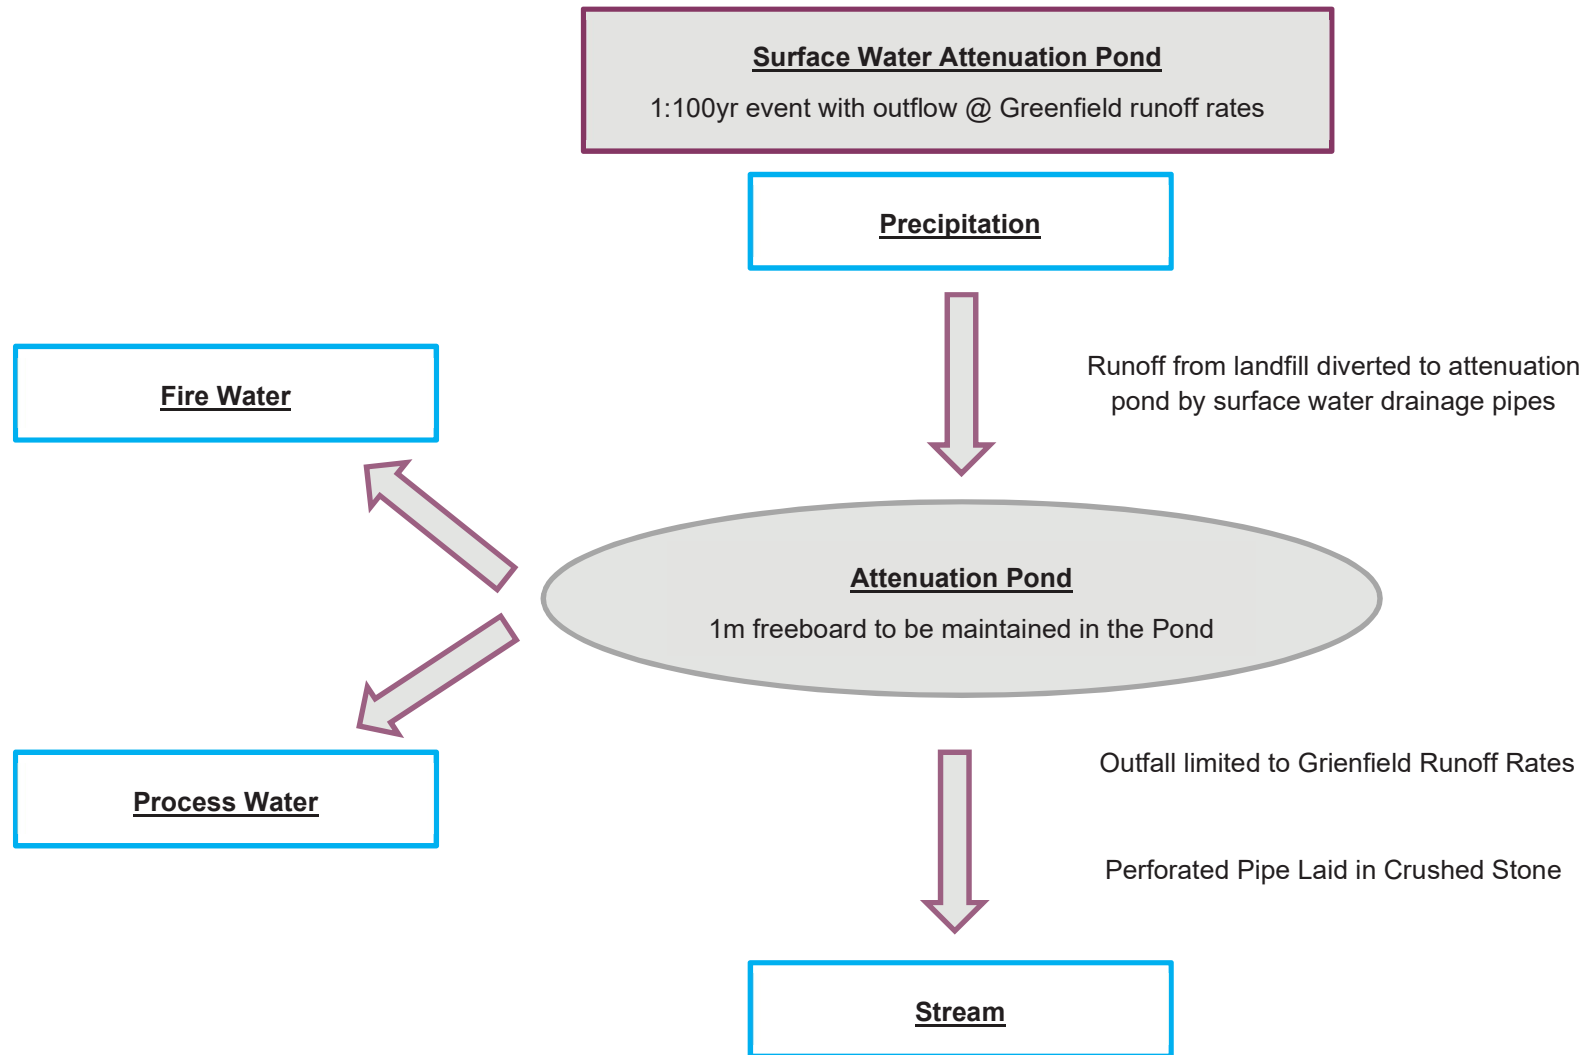 Surface Water Attenuation Pond
1:100yr event with outflow @ Greenfield runoff rates
Precipitation
Runoff from landfill diverted to attenuation
pond by surface water drainage pipes
Fire Water
Attenuation Pond
1m freeboard to be maintained in the Pond
Process Water
Outfall limited to Grienfield Runoff Rates
Perforated Pipe Laid in Crushed Stone
Stream